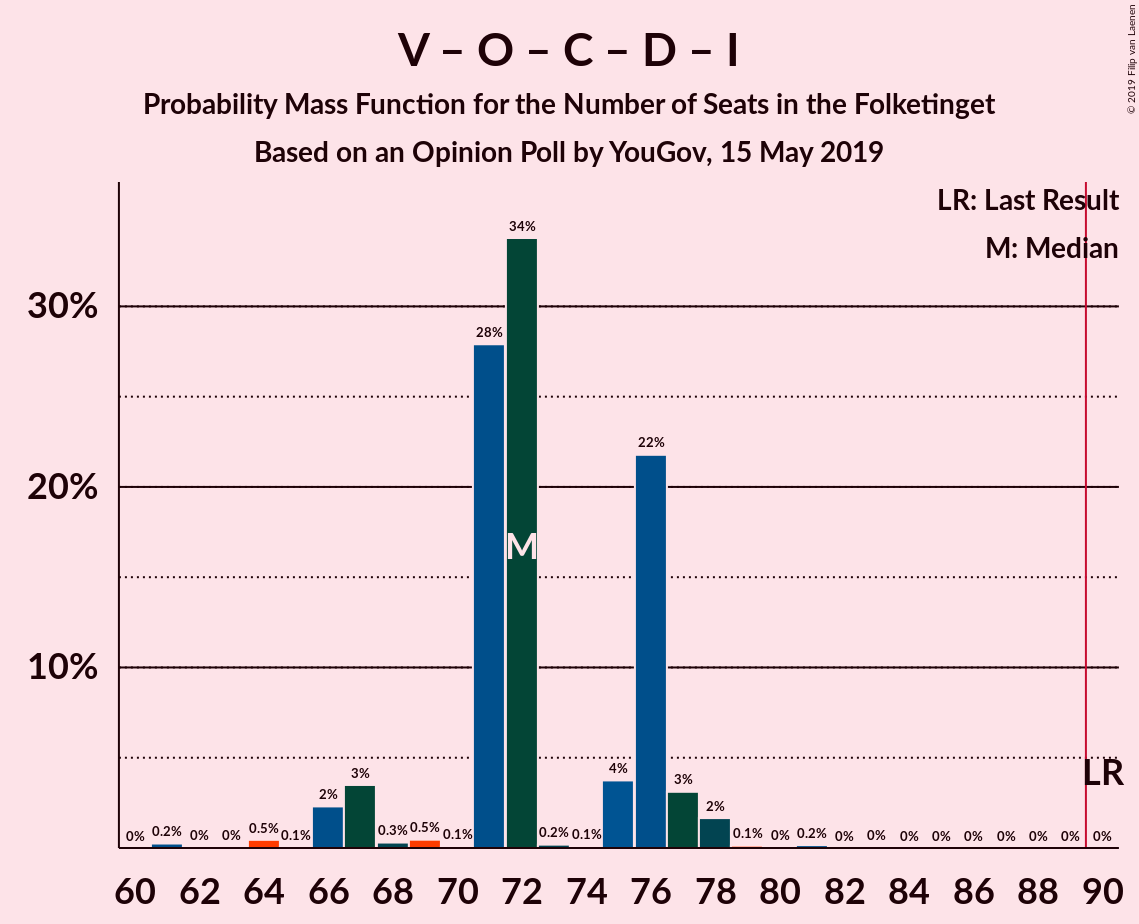 V – O – C – D – I
Probability Mass Function for the Number of Seats in the Folketinget
Based on an Opinion Poll by YouGov, 15 May 2019
© 2019 Filip van Laenen
LR: Last Result
M: Median
34%
30%
28%
22%
20%
M
10%
LR
4%
3%
3%
2%
2%
0% 0.2% 0% 0% 0.5% 0.1% 0.3% 0.5% 0.1% 0.2% 0.1% 0.1% 0% 0.2% 0% 0% 0% 0% 0% 0% 0% 0% 0%
60 62 64 66 68 70 72 74 76 78 80 82 84 86 88 90